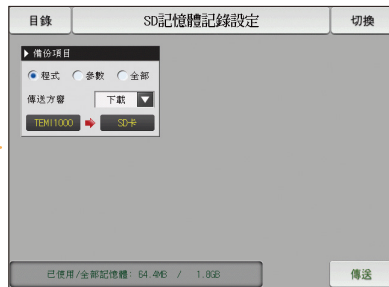 目錄
SD記憶體記錄設定
切換
▶ 備份項目
程式 參數 全部
傳送方響 下載
TEMI1000 SD卡
已使用/全部記憶體: 64.4MB / 1.8GB
傳送